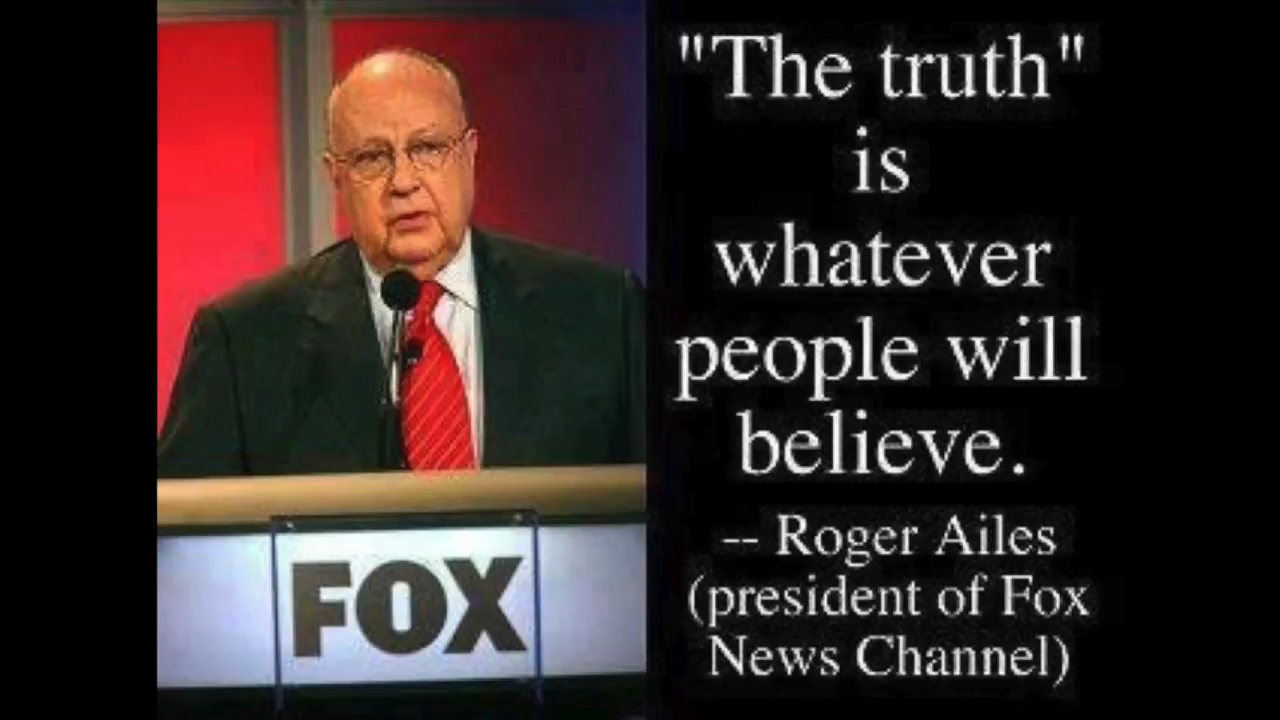 "The truth"
is
whatever
people will
believe.
-- Roger Ailes
(president of Fox
News Channel)
FOX